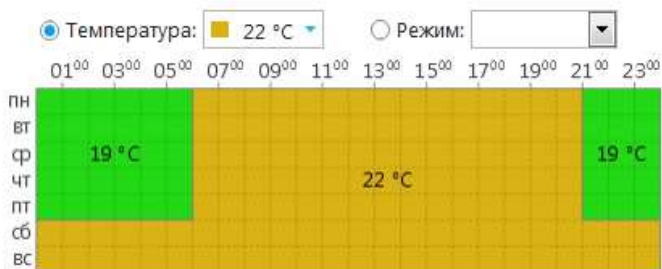 Температура: 22 °C Режим:
01⁰⁰ 03⁰⁰ 05⁰⁰ 07⁰⁰ 09⁰⁰ 11⁰⁰ 13⁰⁰ 15⁰⁰ 17⁰⁰ 19⁰⁰ 21⁰⁰ 23⁰⁰
пн
вт
ср 19 °C 19 °C
чт 22 °C
пт
сб
вс